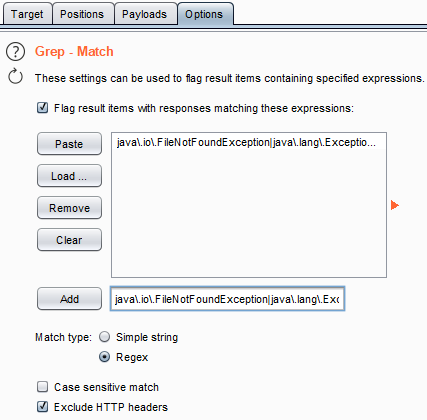 Target Positions Payloads Options
? Grep - Match
These settings can be used to flag result items containing specified expressions.
Flag result items with responses matching these expressions:
Paste
java\.io\.FileNotFoundException|java\.lang\.Exceptio...
Load ...
Remove
Clear
Add java\.io\.FileNotFoundException|java\.lang\.Exc
Match type: Simple string
Regex
Case sensitive match
Exclude HTTP headers